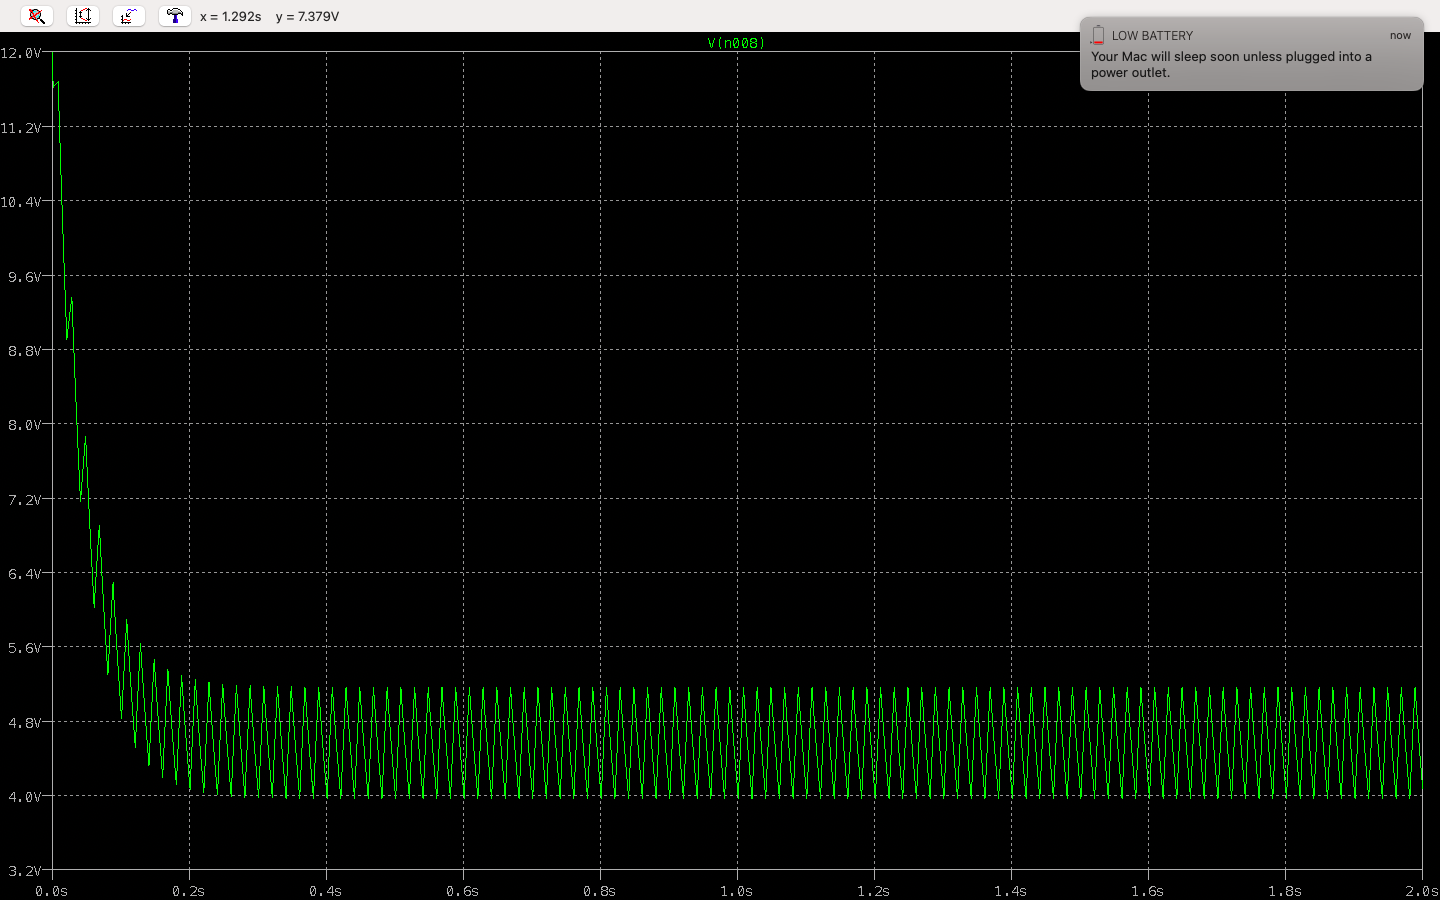 x = 1.292s    y = 7.379V
LOW BATTERY
now
Your Mac will sleep soon unless plugged into a
power outlet.
V(n008)
12.0V
11.2V
10.4V
9.6V
8.8V
8.0V
7.2V
6.4V
5.6V
4.8V
4.0V
3.2V
0.0s 0.2s 0.4s 0.6s 0.8s 1.0s 1.2s 1.4s 1.6s 1.8s 2.0s